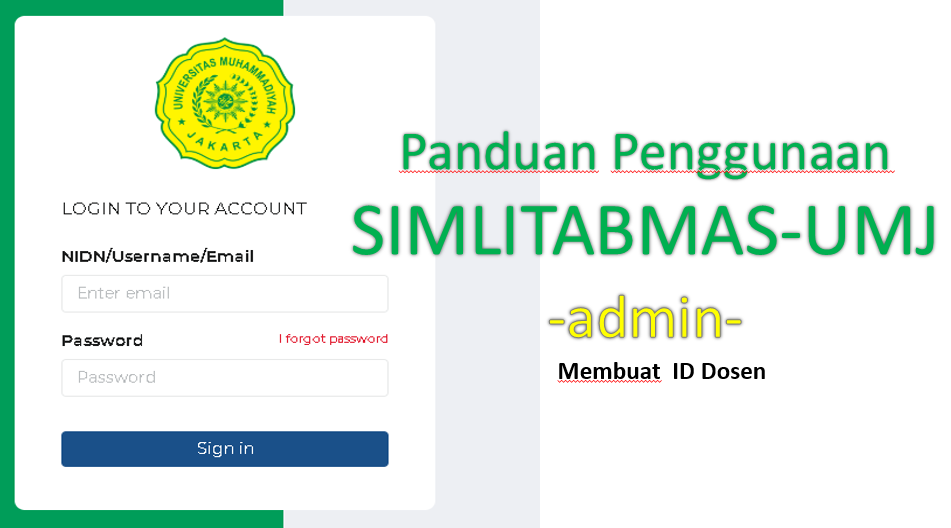 UNIVERSITAS MUHAMMADIYAH
JAKARTA
LOGIN TO YOUR ACCOUNT
NIDN/Username/Email
Enter email
Password
I forgot password
Password
Sign in
Panduan Penggunaan
SIMLITABMAS-UMJ
-admin-
Membuat ID Dosen